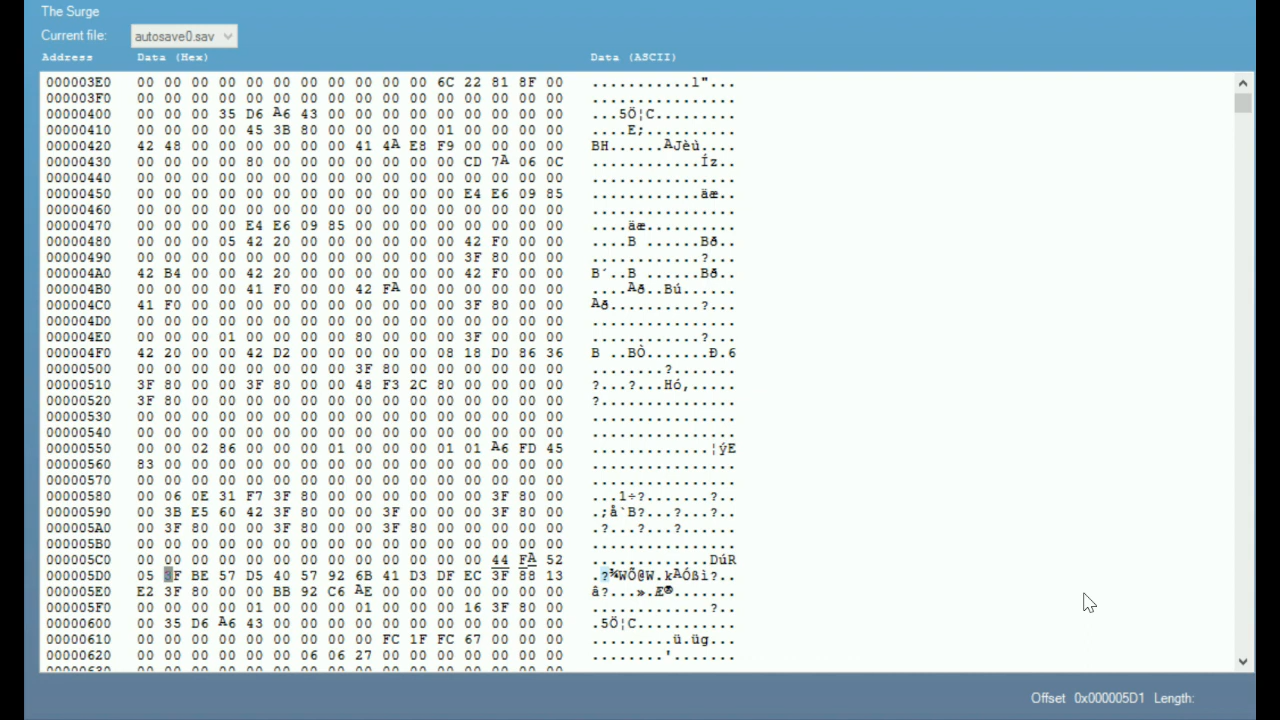 The Surge
Current file: autosave0.sav
Address Data (Hex) Data (ASCII)
000003E0 00 00 00 00 00 00 00 00 00 00 00 6C 22 81 8F 00 ...........l"...
000003F0 00 00 00 00 00 00 00 00 00 00 00 00 00 00 00 00 ................
00000400 00 00 00 35 D6 A6 43 00 00 00 00 00 00 00 00 00 ...5Ö¦C.........
00000410 00 00 00 00 45 3B 80 00 00 00 00 01 00 00 00 00 ....E;..........
00000420 42 48 00 00 00 00 00 00 41 4A E8 F9 00 00 00 00 BH......AJèù....
00000430 00 00 00 00 80 00 00 00 00 00 00 00 CD 7A 06 0C ............Íz..
00000440 00 00 00 00 00 00 00 00 00 00 00 00 00 00 00 00 ................
00000450 00 00 00 00 00 00 00 00 00 00 00 00 E4 E6 09 85 ............äæ..
00000460 00 00 00 00 00 00 00 00 00 00 00 00 00 00 00 00 ................
00000470 00 00 00 00 E4 E6 09 85 00 00 00 00 00 00 00 00 ....äæ..........
00000480 00 00 00 05 42 20 00 00 00 00 00 00 42 F0 00 00 ....B ......Bð..
00000490 00 00 00 00 00 00 00 00 00 00 00 00 3F 80 00 00 ............?...
000004A0 42 B4 00 00 42 20 00 00 00 00 00 00 42 F0 00 00 B´..B ......Bð..
000004B0 00 00 00 00 41 F0 00 00 42 FA 00 00 00 00 00 00 ....Að..Bú......
000004C0 41 F0 00 00 00 00 00 00 00 00 00 00 3F 80 00 00 Að..........?...
000004D0 00 00 00 00 00 00 00 00 00 00 00 00 00 00 00 00 ................
000004E0 00 00 00 01 00 00 00 00 80 00 00 00 3F 00 00 00 ............?...
000004F0 42 20 00 00 42 D2 00 00 00 00 00 08 18 D0 86 36 B ..BÒ.......Ð.6
00000500 00 00 00 00 00 00 00 00 3F 80 00 00 00 00 00 00 ........?.......
00000510 3F 80 00 00 3F 80 00 00 48 F3 2C 80 00 00 00 00 ?...?...Hó,.....
00000520 3F 80 00 00 00 00 00 00 00 00 00 00 00 00 00 00 ?...............
00000530 00 00 00 00 00 00 00 00 00 00 00 00 00 00 00 00 ................
00000540 00 00 00 00 00 00 00 00 00 00 00 00 00 00 00 00 ................
00000550 00 00 02 86 00 00 00 01 00 00 00 01 01 A6 FD 45 .............¦ýE
00000560 83 00 00 00 00 00 00 00 00 00 00 00 00 00 00 00 ................
00000570 00 00 00 00 00 00 00 00 00 00 00 00 00 00 00 00 ................
00000580 00 06 0E 31 F7 3F 80 00 00 00 00 00 00 3F 80 00 ...1÷?.......?..
00000590 00 3B E5 60 42 3F 80 00 00 3F 00 00 00 3F 80 00 .;å`B?...?...?..
000005A0 00 3F 80 00 00 3F 80 00 00 3F 80 00 00 00 00 00 .?...?...?......
000005B0 00 00 00 00 00 00 00 00 00 00 00 00 00 00 00 00 ................
000005C0 00 00 00 00 00 00 00 00 00 00 00 00 00 44 FA 52 .............DúR
000005D0 05 3F BE 57 D5 40 57 92 6B 41 D3 DF EC 3F 88 13 .?¾WÕ@W.kAÓßì?..
000005E0 E2 3F 80 00 00 BB 92 C6 AE 00 00 00 00 00 00 00 â?...».Æ®.......
000005F0 00 00 00 00 01 00 00 00 01 00 00 00 16 3F 80 00 .............?..
00000600 00 35 D6 A6 43 00 00 00 00 00 00 00 00 00 00 00 .5Ö¦C...........
00000610 00 00 00 00 00 00 00 00 00 FC 1F FC 67 00 00 00 .........ü.üg...
00000620 00 00 00 00 00 00 06 06 27 00 00 00 00 00 00 00 ........'.......
Offset 0x000005D1 Length: